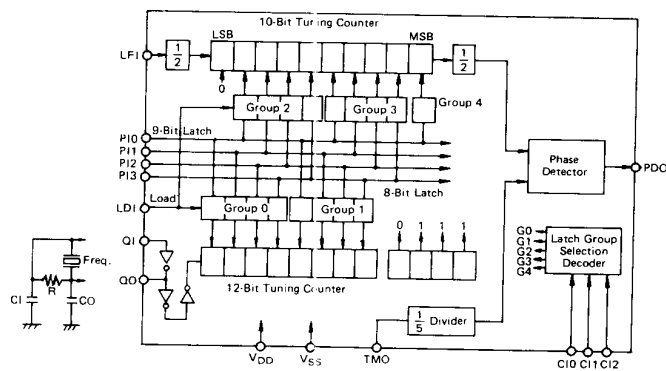 10-Bit Turing Counter
LSB
MSB
LFI
1/2
1/2
0
Group 2
Group 3
Group 4
9-Bit Latch
PI0
PI1
PI2
PI3
Phase Detector
PDO
8-Bit Latch
LDI
Load
Group 0
Group 1
0 1 1 1
QI
QO
Freq.
R
CI
CO
12-Bit Tuning Counter
G0
G1
G2
G3
G4
Latch Group
Selection
Decoder
1/5 Divider
VDD
VSS
TMO
CI0 CI1 CI2